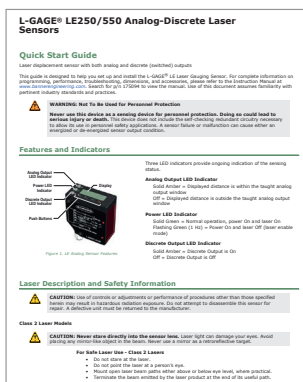 L-GAGE® LE250/550 Analog-Discrete Laser
Sensors
Quick Start Guide
Laser displacement sensor with both analog and discrete (switched) outputs
This guide is designed to help you set up and install the L-GAGE® LE Laser Gauging Sensor. For complete information on
programming, performance, troubleshooting, dimensions, and accessories, please refer to the Instruction Manual at
www.bannerengineering.com. Search for p/n 175094 to view the manual. Use of this document assumes familiarity with
pertinent industry standards and practices.
WARNING: Not To Be Used for Personnel Protection
Never use this device as a sensing device for personnel protection. Doing so could lead to
serious injury or death. This device does not include the self-checking redundant circuitry necessary
to allow its use in personnel safety applications. A sensor failure or malfunction can cause either an
energized or de-energized sensor output condition.
Features and Indicators
Analog Output
LED Indicator
Power LED
Indicator
Discrete Output
LED Indicator
Push Buttons
Display
Figure 1. LE Analog Sensor Features
Three LED indicators provide ongoing indication of the sensing
status.
Analog Output LED Indicator
Solid Amber = Displayed distance is within the taught analog
output window
Off = Displayed distance is outside the taught analog output
window
Power LED Indicator
Solid Green = Normal operation, power On and laser On
Flashing Green (1 Hz) = Power On and laser Off (laser enable
mode)
Discrete Output LED Indicator
Solid Amber = Discrete Output is On
Off = Discrete Output is Off
Laser Description and Safety Information
CAUTION: Use of controls or adjustments or performance of procedures other than those specified
herein may result in hazardous radiation exposure. Do not attempt to disassemble this sensor for
repair. A defective unit must be returned to the manufacturer.
Class 2 Laser Models
CAUTION: Never stare directly into the sensor lens. Laser light can damage your eyes. Avoid
placing any mirror-like object in the beam. Never use a mirror as a retroreflective target.
For Safe Laser Use - Class 2 Lasers
• Do not stare at the laser.
• Do not point the laser at a person's eye.
• Mount open laser beam paths either above or below eye level, where practical.
• Terminate the beam emitted by the laser product at the end of its useful path.